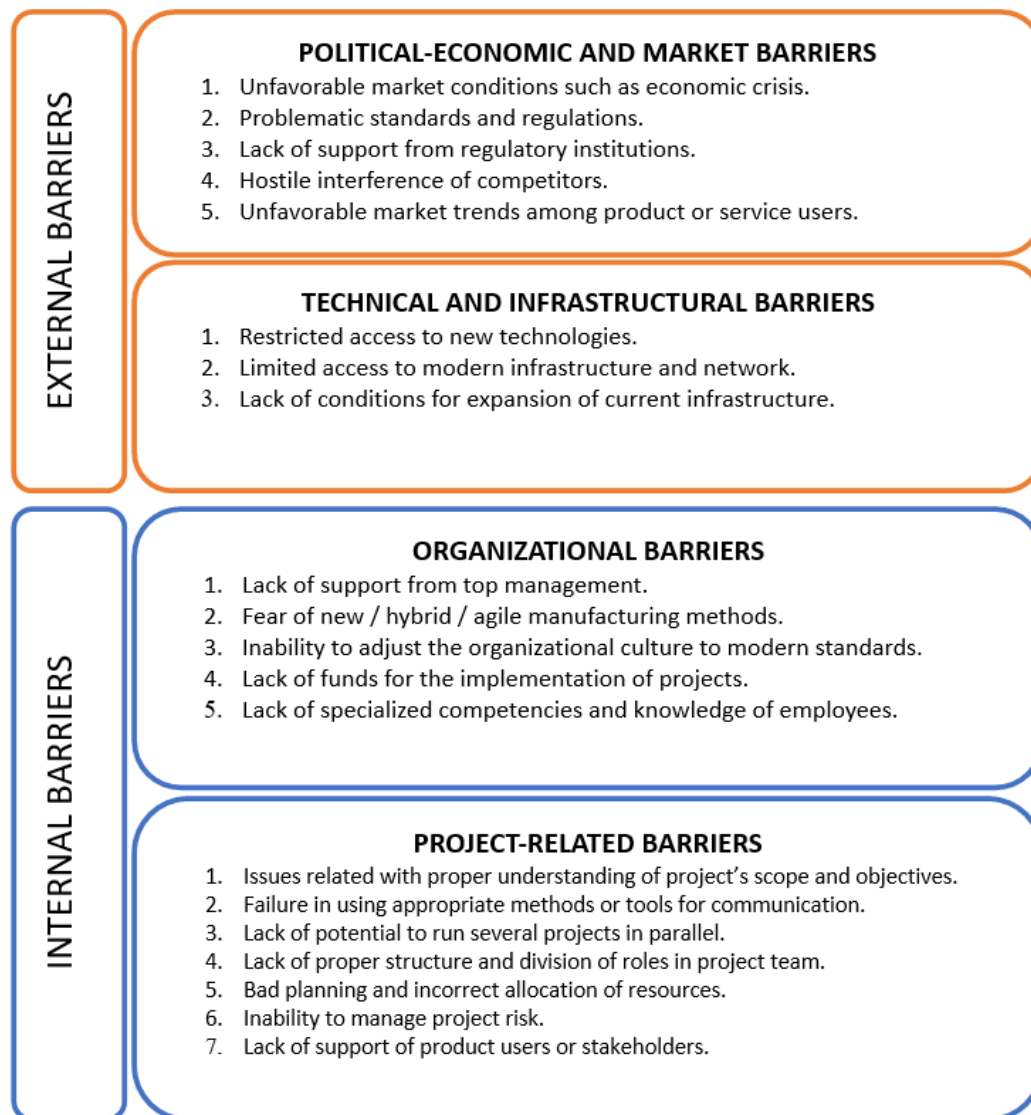 EXTERNAL BARRIERS
POLITICAL-ECONOMIC AND MARKET BARRIERS
1. Unfavorable market conditions such as economic crisis.
2. Problematic standards and regulations.
3. Lack of support from regulatory institutions.
4. Hostile interference of competitors.
5. Unfavorable market trends among product or service users.
TECHNICAL AND INFRASTRUCTURAL BARRIERS
1. Restricted access to new technologies.
2. Limited access to modern infrastructure and network.
3. Lack of conditions for expansion of current infrastructure.
INTERNAL BARRIERS
ORGANIZATIONAL BARRIERS
1. Lack of support from top management.
2. Fear of new / hybrid / agile manufacturing methods.
3. Inability to adjust the organizational culture to modern standards.
4. Lack of funds for the implementation of projects.
5. Lack of specialized competencies and knowledge of employees.
PROJECT-RELATED BARRIERS
1. Issues related with proper understanding of project's scope and objectives.
2. Failure in using appropriate methods or tools for communication.
3. Lack of potential to run several projects in parallel.
4. Lack of proper structure and division of roles in project team.
5. Bad planning and incorrect allocation of resources.
6. Inability to manage project risk.
7. Lack of support of product users or stakeholders.